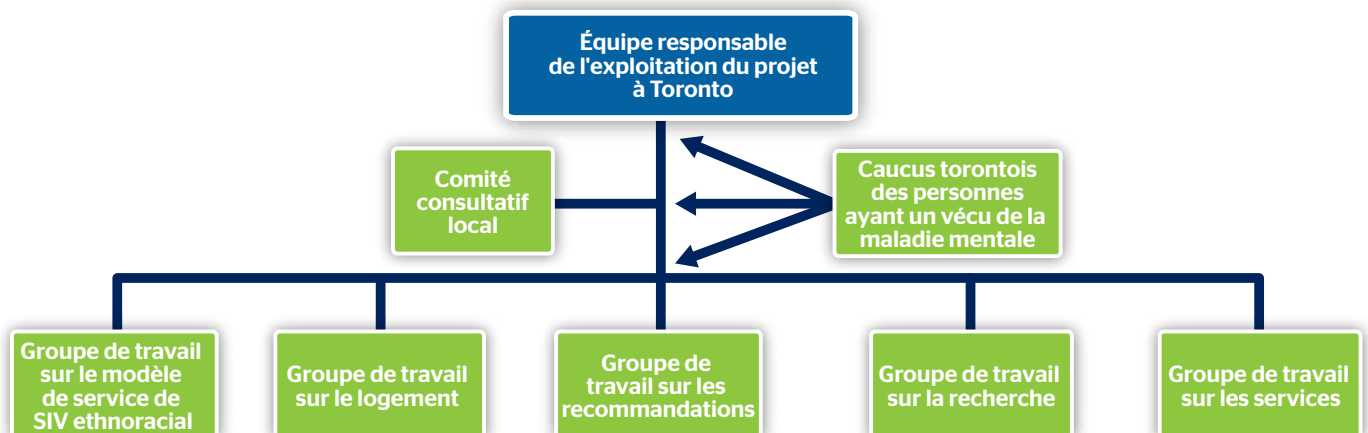 Équipe responsable
de l'exploitation du projet
à Toronto
Comité
consultatif
local
Caucus torontois
des personnes
ayant un vécu de la
maladie mentale
Groupe de travail
sur le modèle
de service de
SIV ethnoracial
Groupe de travail
sur le logement
Groupe de
travail sur les
recommandations
Groupe de travail
sur la recherche
Groupe de travail
sur les services